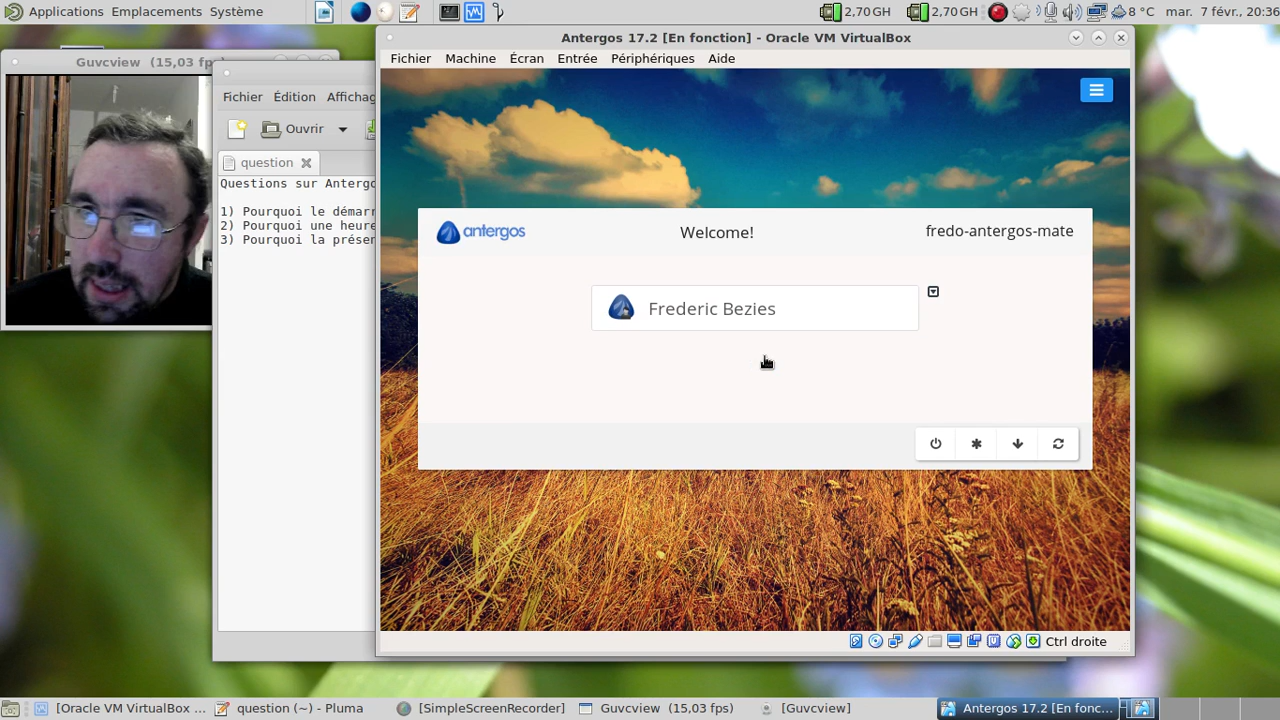 Applications Emplacements Système
2,70 GH 2,70 GH 8 °C mar. 7 févr., 20:36
Guvcview (15,03 fp
Fichier Édition Affichag
Ouvrir
question
Questions sur Antergo
1) Pourquoi le démarr
2) Pourquoi une heure
3) Pourquoi la présen
Antergos 17.2 [En fonction] - Oracle VM VirtualBox
Fichier Machine Écran Entrée Périphériques Aide
antergos Welcome! fredo-antergos-mate
Frederic Bezies
Ctrl droite
[Oracle VM VirtualBox ... question (~) - Pluma [SimpleScreenRecorder] Guvcview (15,03 fps) [Guvcview] Antergos 17.2 [En fonc...